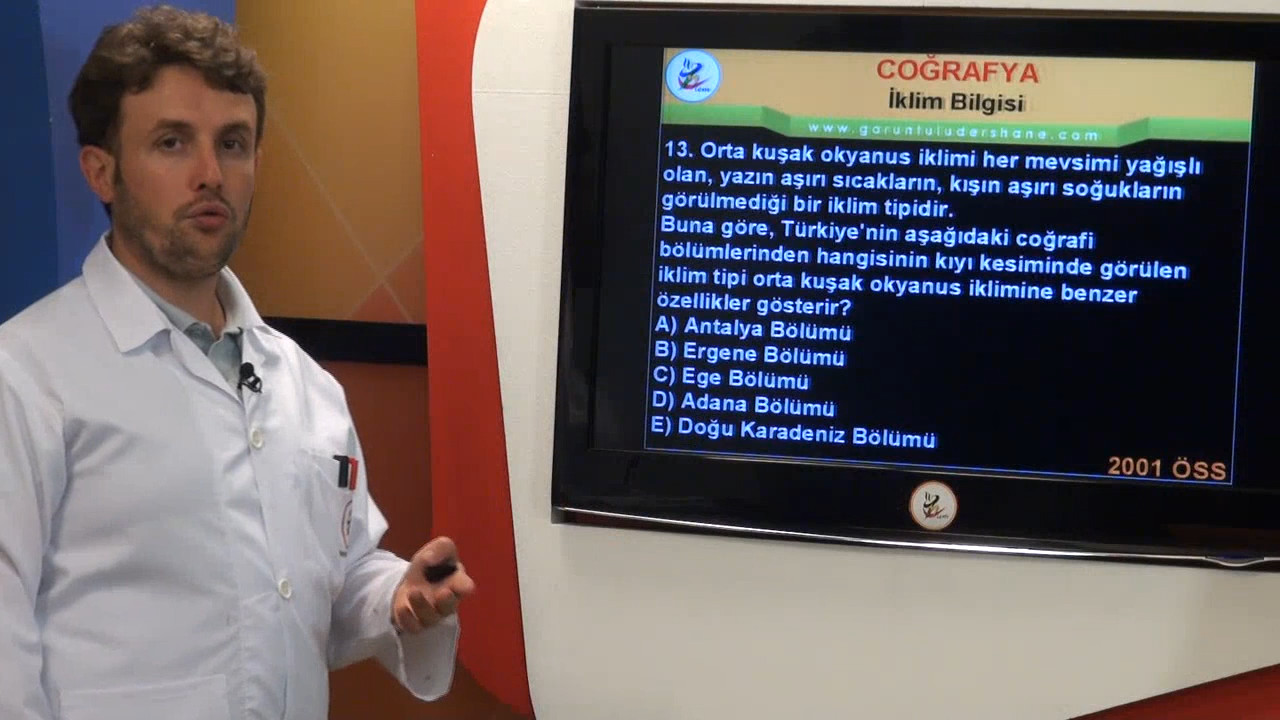 COĞRAFYA
İklim Bilgisi
www.goruntuludershane.com
13. Orta kuşak okyanus iklimi her mevsimi yağışlı
olan, yazın aşırı sıcakların, kışın aşırı soğukların
görülmediği bir iklim tipidir.
Buna göre, Türkiye'nin aşağıdaki coğrafi
bölümlerinden hangisinin kıyı kesiminde görülen
iklim tipi orta kuşak okyanus iklimine benzer
özellikler gösterir?
A) Antalya Bölümü
B) Ergene Bölümü
C) Ege Bölümü
D) Adana Bölümü
E) Doğu Karadeniz Bölümü
2001 ÖSS